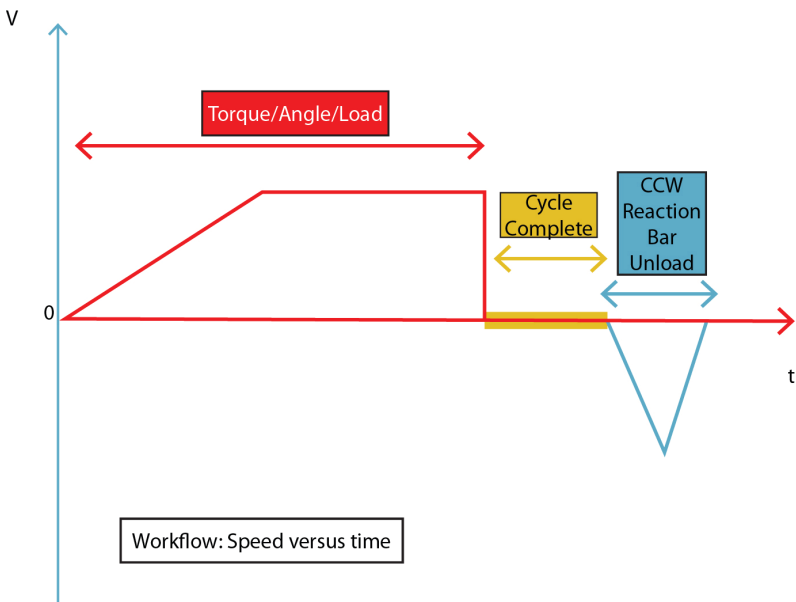 V
Torque/Angle/Load
CCW
Reaction
Bar
Unload
Cycle
Complete
0
t
Workflow: Speed versus time